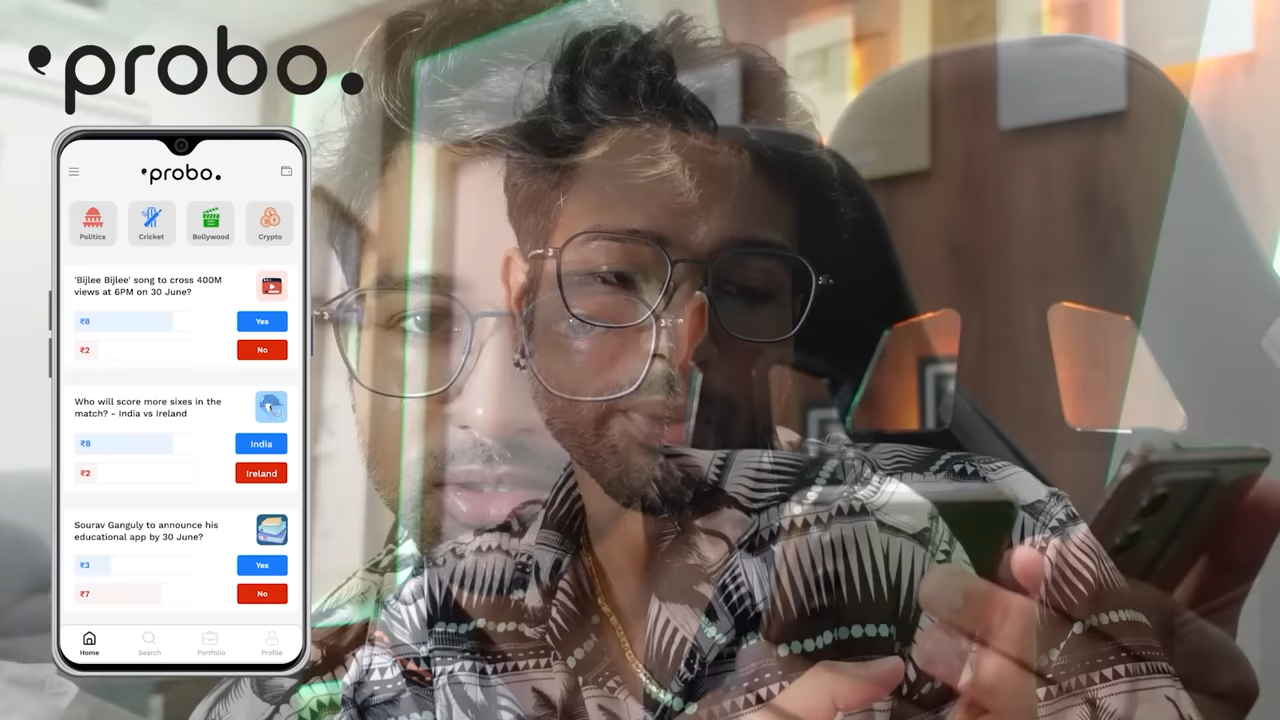 probo.
probo.
Politics
Cricket
Bollywood
Crypto
'Bijlee Bijlee' song to cross 400M
views at 6PM on 30 June?
₹8
Yes
₹2
No
Who will score more sixes in the
match? - India vs Ireland
₹8
India
₹2
Ireland
Sourav Ganguly to announce his
educational app by 30 June?
₹3
Yes
₹7
No
Home
Search
Portfolio
Profile